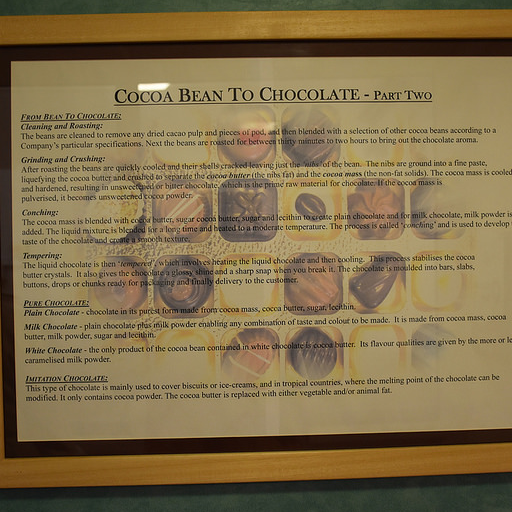 COCOA BEAN TO CHOCOLATE - PART TWO
FROM BEAN TO CHOCOLATE:
Cleaning and Roasting:
The beans are cleaned to remove any dried cacao pulp and pieces of pod, and then blended with a selection of other cocoa beans according to a
Company's particular specifications. Next the beans are roasted for between thirty minutes to two hours to bring out the chocolate aroma.
Grinding and Crushing:
After roasting the beans are quickly cooled and their shells cracked leaving just the 'nibs' of the bean. The nibs are ground into a fine paste,
liquefying the cocoa butter and crushed to separate the cocoa butter (the nibs fat) and the cocoa mass (the non-fat solids). The cocoa mass is cooled
and hardened, resulting in unsweetened or bitter chocolate, which is the prime raw material for chocolate. If the cocoa mass is
pulverised, it becomes unsweetened cocoa powder.
Conching:
The cocoa mass is blended with cocoa butter, sugar cocoa butter, sugar and lecithin to create plain chocolate and for milk chocolate, milk powder is
added. The liquid mixture is blended for a long time and heated to a moderate temperature. The process is called 'conching' and is used to develop
taste of the chocolate and create a smooth texture.
Tempering:
The liquid chocolate is then 'tempered', which involves heating the liquid chocolate and then cooling. This process stabilises the cocoa
butter crystals. It also gives the chocolate a glossy shine and a sharp snap when you break it. The chocolate is moulded into bars, slabs,
buttons, drops or chunks ready for packaging and finally delivery to the customer.
PURE CHOCOLATE:
Plain Chocolate - chocolate in its purest form made from cocoa mass, cocoa butter, sugar, lecithin.
Milk Chocolate - plain chocolate plus milk powder enabling any combination of taste and colour to be made. It is made from cocoa mass, cocoa
butter, milk powder, sugar and lecithin.
White Chocolate - the only product of the cocoa bean contained in white chocolate is cocoa butter. Its flavour qualities are given by the more or le
caramelised milk powder.
IMITATION CHOCOLATE:
This type of chocolate is mainly used to cover biscuits or ice-creams, and in tropical countries, where the melting point of the chocolate can be
modified. It only contains cocoa powder. The cocoa butter is replaced with either vegetable and/or animal fat.